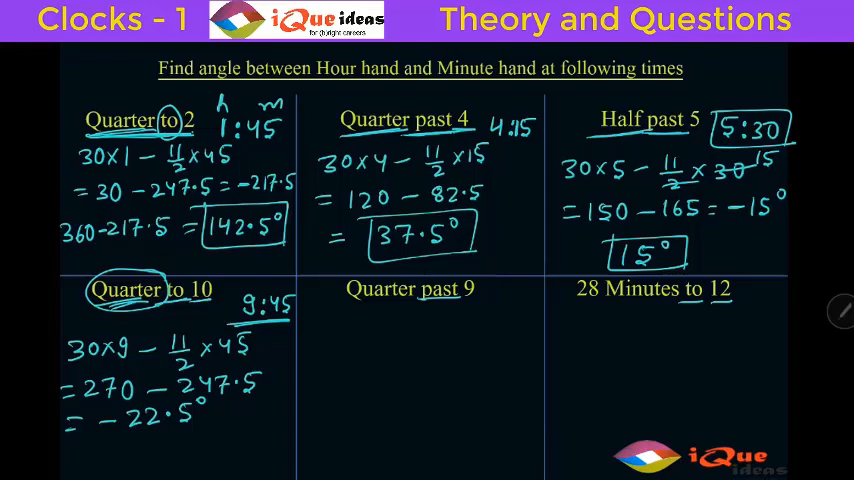 Clocks - 1
iQue ideas
for (b)right careers
Theory and Questions
Find angle between Hour hand and Minute hand at following times
Quarter to 2
h m
1:45
30×1 - 11/2 ×45
= 30 - 247.5 = -217.5
360-217.5 = 142.5°
Quarter past 4
4:15
30×4 - 11/2 ×15
= 120 - 82.5
= 37.5°
Half past 5
5:30
30×5 - 11/2 × 30 15
= 150 - 165 = -15°
15°
Quarter to 10
9:45
30×9 - 11/2 ×45
= 270 - 247.5
= - 22.5°
Quarter past 9
28 Minutes to 12
iQue
ideas